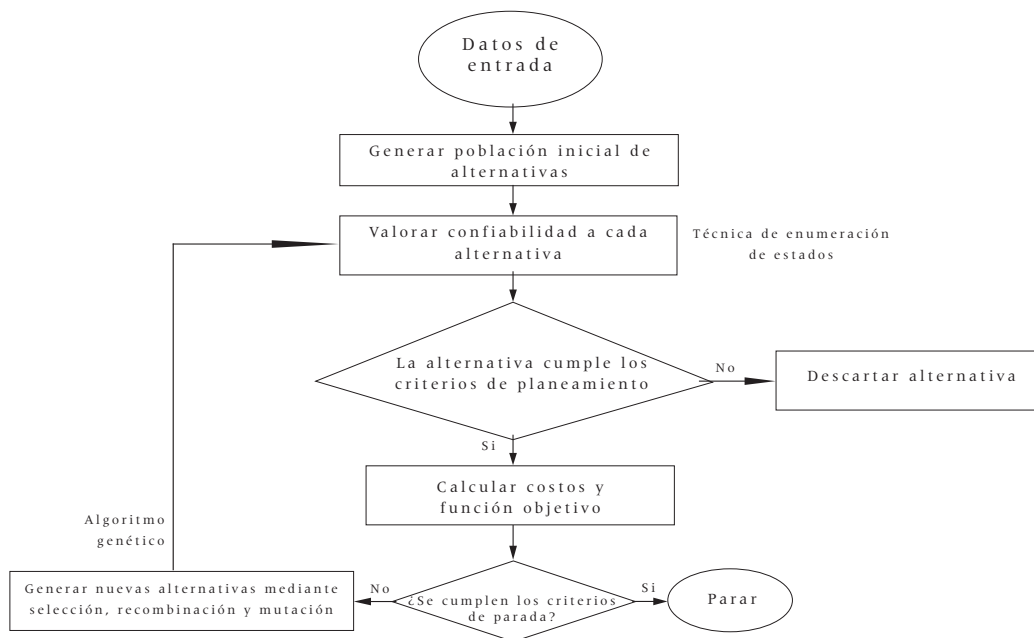 Datos de
entrada
Generar población inicial de
alternativas
Valorar confiabilidad a cada
alternativa
Técnica de enumeración
de estados
La alternativa cumple los
criterios de planeamiento
No
Descartar alternativa
Si
Calcular costos y
función objetivo
Algoritmo
genético
Generar nuevas alternativas mediante
selección, recombinación y mutación
No
¿Se cumplen los criterios
de parada?
Si
Parar